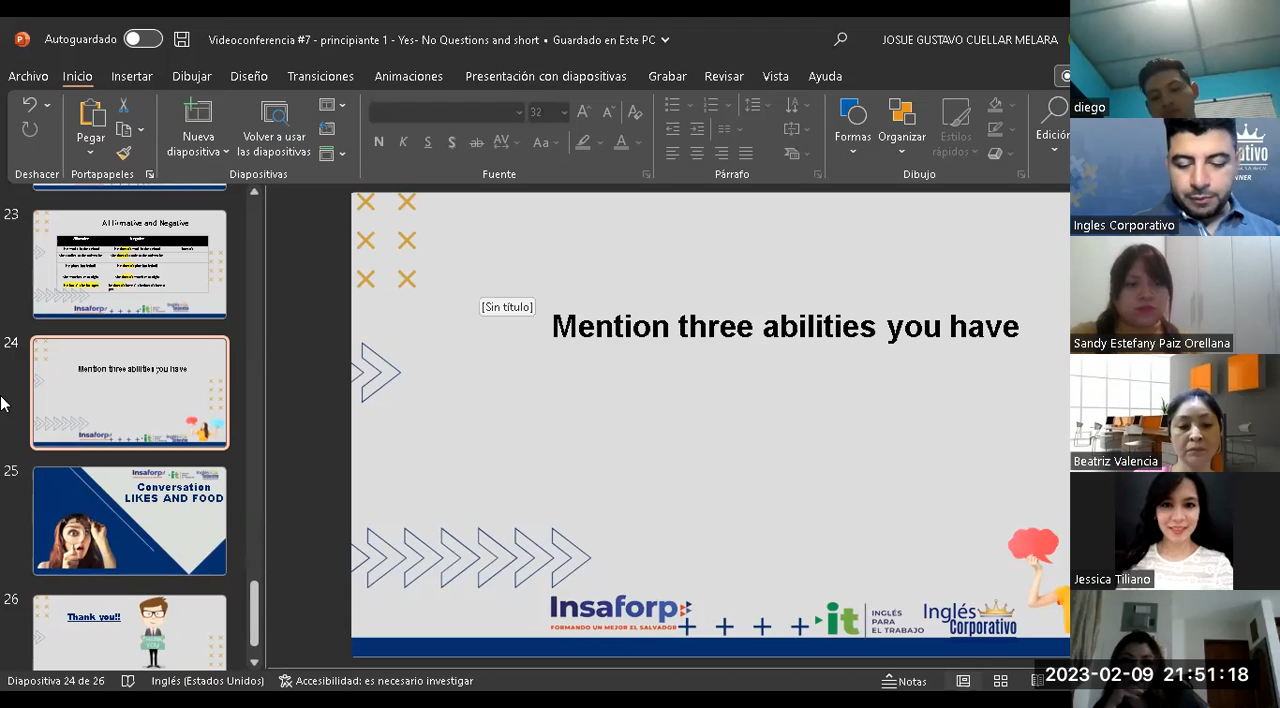 Autoguardado
Videoconferencia #7 - principiante 1 - Yes- No Questions and short • Guardado en Este PC
JOSUE GUSTAVO CUELLAR MELARA
Archivo Inicio Insertar Dibujar Diseño Transiciones Animaciones Presentación con diapositivas Grabar Revisar Vista Ayuda
Pegar
Nueva diapositiva
Volver a usar las diapositivas
32
N K S S ab AV Aa A
Formas Organizar Estilos rápidos Edición
Deshacer Portapapeles Diapositivas Fuente Párrafo Dibujo
23
Affirmative and Negative
Insaforp
24
Mention three abilities you have
Insaforp
25
Insaforp
Conversation
LIKES AND FOOD
26
Thank you!!
[Sin título]
Mention three abilities you have
Insaforp
FORMANDO UN MEJOR EL SALVADOR
it
INGLÉS
PARA
EL TRABAJO
Inglés
Corporativo
diego
Ingles Corporativo
Sandy Estefany Paiz Orellana
Beatriz Valencia
Jessica Tiliano
2023-02-09 21:51:18
Diapositiva 24 de 26
Inglés (Estados Unidos)
Accesibilidad: es necesario investigar
Notas